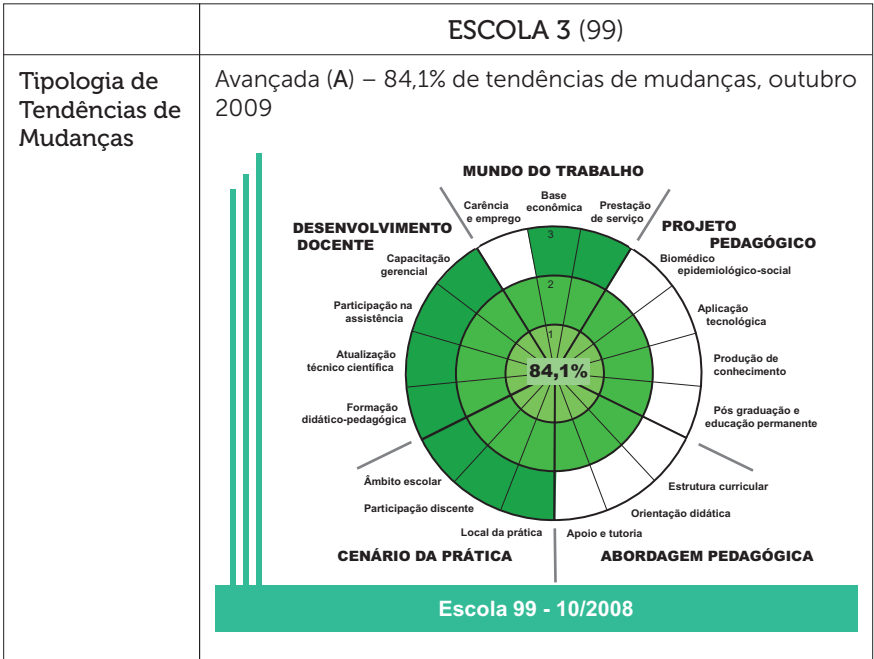 ESCOLA 3 (99)
Tipologia de
Tendências de
Mudanças
Avançada (A) – 84,1% de tendências de mudanças, outubro
2009
MUNDO DO TRABALHO
Carência
e emprego
Base
econômica
Prestação
de serviço
PROJETO
PEDAGÓGICO
Biomédico
epidemiológico-social
Aplicação
tecnológica
Produção de
conhecimento
Pós graduação e
educação permanente
Estrutura curricular
Orientação didática
Apoio e tutoria
ABORDAGEM PEDAGÓGICA
DESENVOLVIMENTO
DOCENTE
Capacitação
gerencial
Participação na
assistência
Atualização
técnico científica
Formação
didático-pedagógica
Âmbito escolar
Participação discente
Local da prática
CENÁRIO DA PRÁTICA
3
2
1
84,1%
Escola 99 - 10/2008